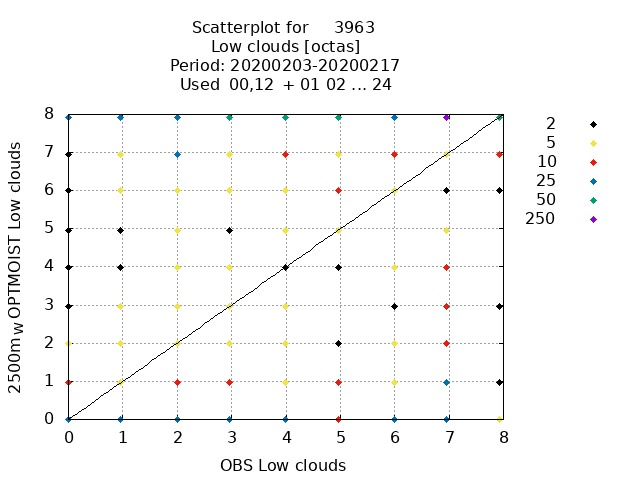 Scatterplot for 3963
Low clouds [octas]
Period: 20200203-20200217
Used 00,12 + 01 02 ... 24
2500m w OPTMOIST Low clouds
8
7
6
5
4
3
2
1
0
0 1 2 3 4 5 6 7 8
OBS Low clouds
2
5
10
25
50
250